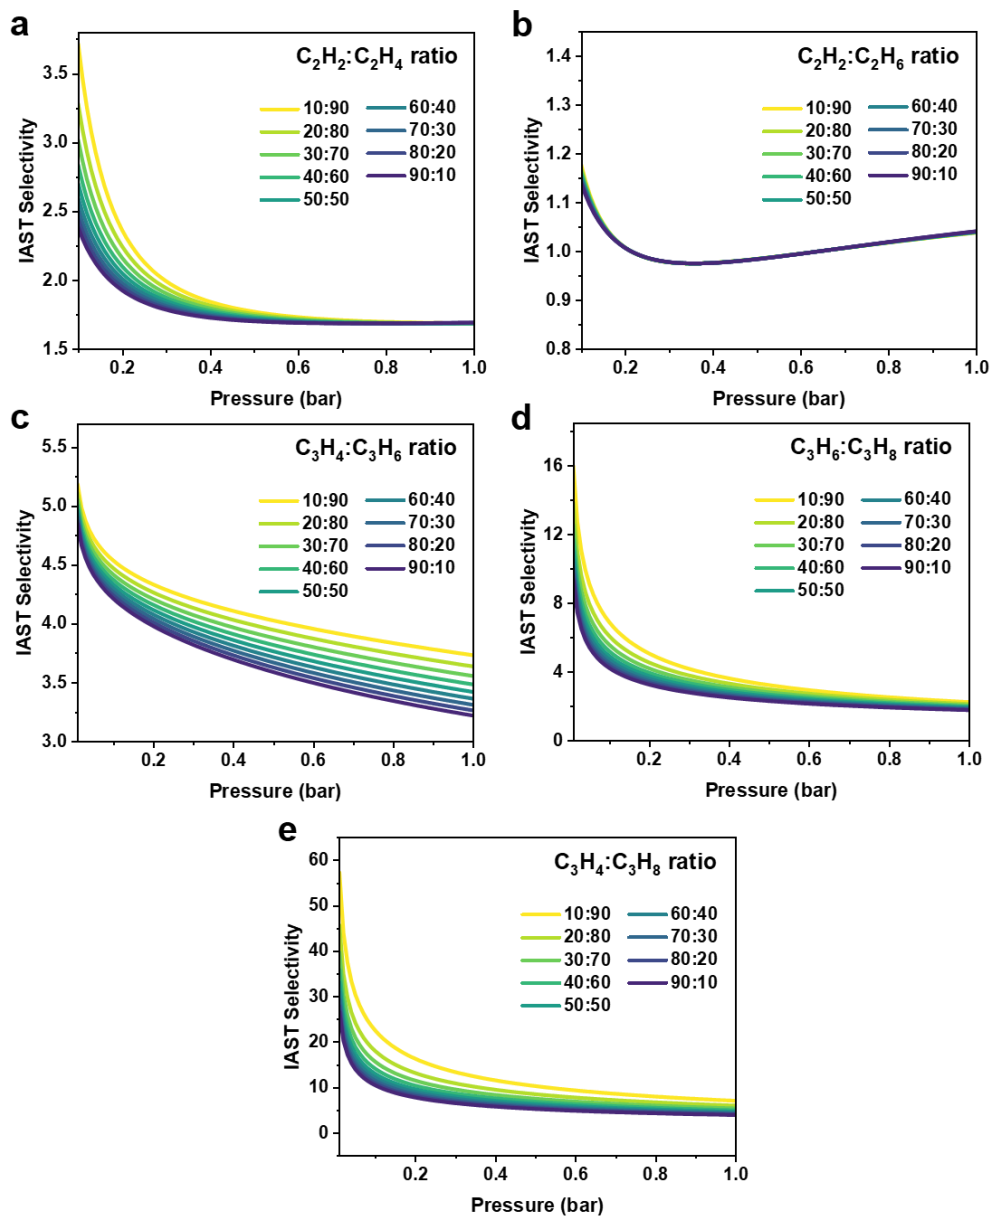 a
C₂H₂:C₂H₄ ratio
10:90 60:40
20:80 70:30
30:70 80:20
40:60 90:10
50:50
3.5
3.0
2.5
2.0
1.5
IAST Selectivity
0.2 0.4 0.6 0.8 1.0
Pressure (bar)
b
C₂H₂:C₂H₆ ratio
10:90 60:40
20:80 70:30
30:70 80:20
40:60 90:10
50:50
1.4
1.3
1.2
1.1
1.0
0.9
0.8
IAST Selectivity
0.2 0.4 0.6 0.8 1.0
Pressure (bar)
c
C₃H₄:C₃H₆ ratio
10:90 60:40
20:80 70:30
30:70 80:20
40:60 90:10
50:50
5.5
5.0
4.5
4.0
3.5
3.0
IAST Selectivity
0.2 0.4 0.6 0.8 1.0
Pressure (bar)
d
C₃H₆:C₃H₈ ratio
10:90 60:40
20:80 70:30
30:70 80:20
40:60 90:10
50:50
16
12
8
4
0
IAST Selectivity
0.2 0.4 0.6 0.8 1.0
Pressure (bar)
e
C₃H₄:C₃H₈ ratio
10:90 60:40
20:80 70:30
30:70 80:20
40:60 90:10
50:50
60
50
40
30
20
10
0
IAST Selectivity
0.2 0.4 0.6 0.8 1.0
Pressure (bar)